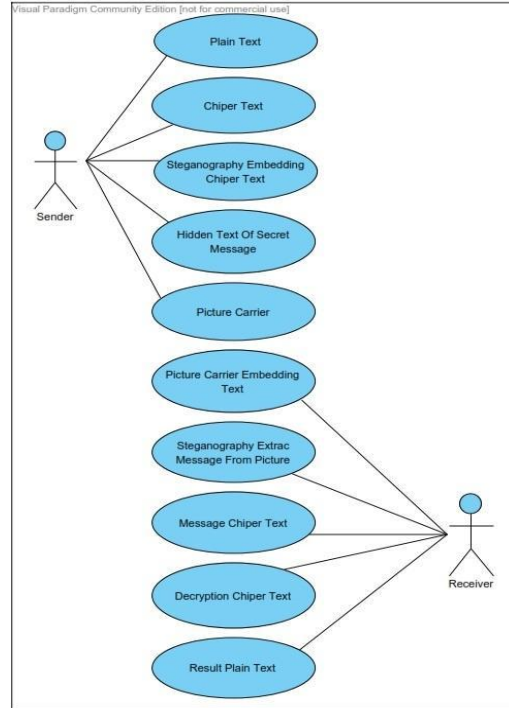 Visual Paradigm Community Edition [not for commercial use]
Plain Text
Chiper Text
Steganography Embedding
Chiper Text
Sender
Hidden Text Of Secret
Message
Picture Carrier
Picture Carrier Embedding
Text
Steganography Extrac
Message From Picture
Message Chiper Text
Receiver
Decryption Chiper Text
Result Plain Text